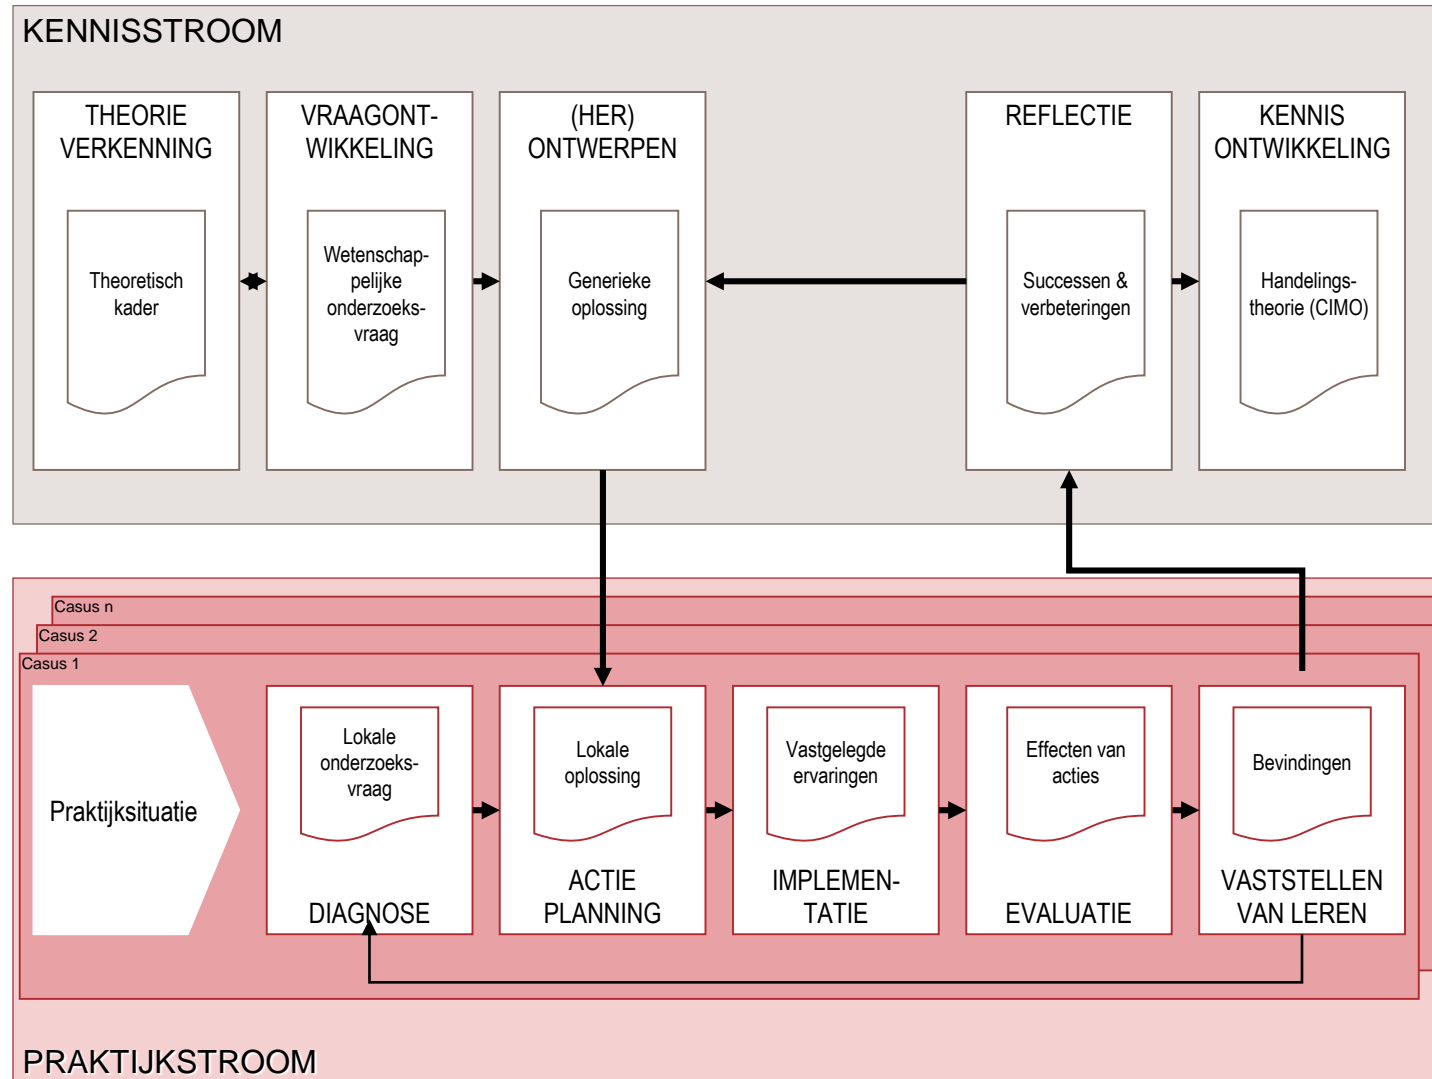 KENNISSTROOM
THEORIE
VERKENNING
Theoretisch
kader
VRAAGONT-
WIKKELING
Wetenschap-
pelijke
onderzoeks-
vraag
(HER)
ONTWERPEN
Generieke
oplossing
REFLECTIE
Successen &
verbeteringen
KENNIS
ONTWIKKELING
Handelings-
theorie (CIMO)
Casus n
Casus 2
Casus 1
Praktijksituatie
Lokale
onderzoeks-
vraag
DIAGNOSE
Lokale
oplossing
ACTIE
PLANNING
Vastgelegde
ervaringen
IMPLEMEN-
TATIE
Effecten van
acties
EVALUATIE
Bevindingen
VASTSTELLEN
VAN LEREN
PRAKTIJKSTROOM